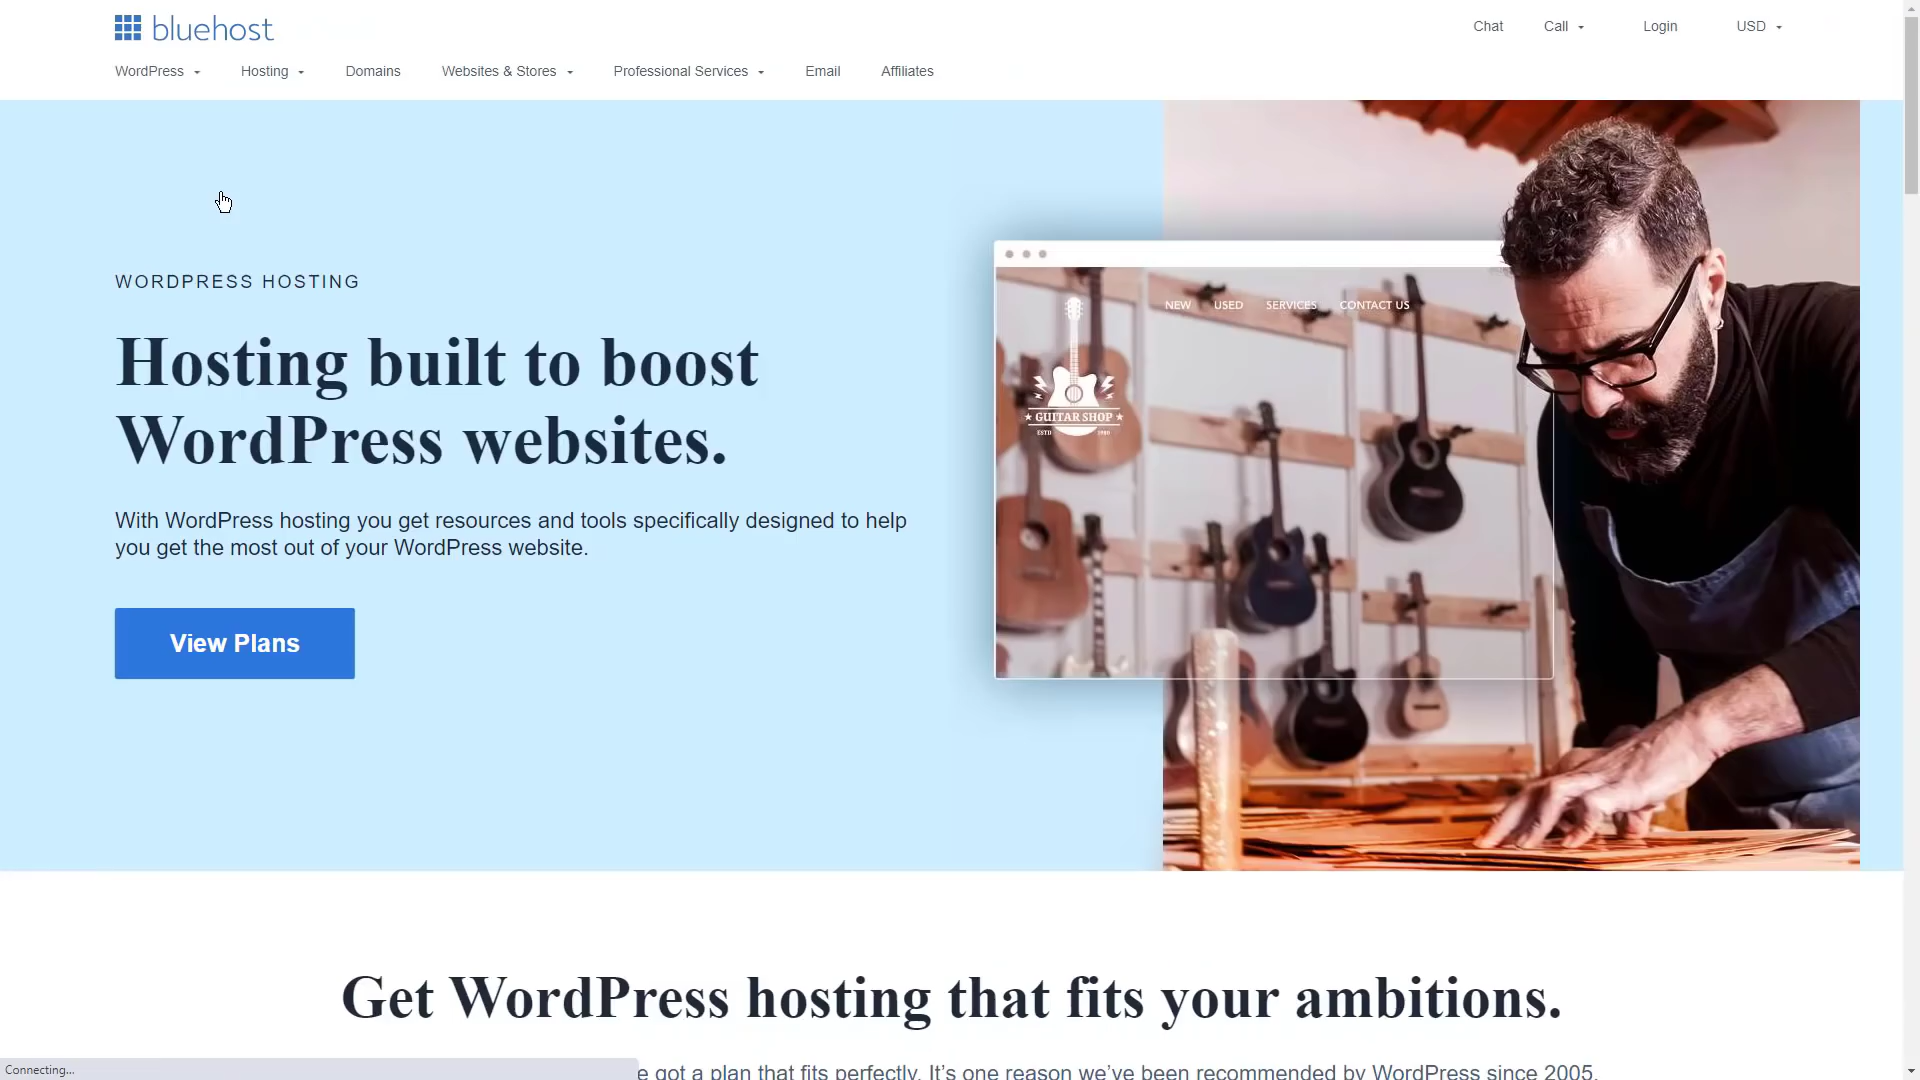 bluehost
Chat
Call
Login
USD
WordPress
Hosting
Domains
Websites & Stores
Professional Services
Email
Affiliates
WORDPRESS HOSTING
Hosting built to boost
WordPress websites.
With WordPress hosting you get resources and tools specifically designed to help
you get the most out of your WordPress website.
View Plans
NEW USED SERVICES CONTACT US
GUITAR SHOP
ESTD 1980
Get WordPress hosting that fits your ambitions.
e got a plan that fits perfectly. It’s one reason we’ve been recommended by WordPress since 2005.
Connecting...